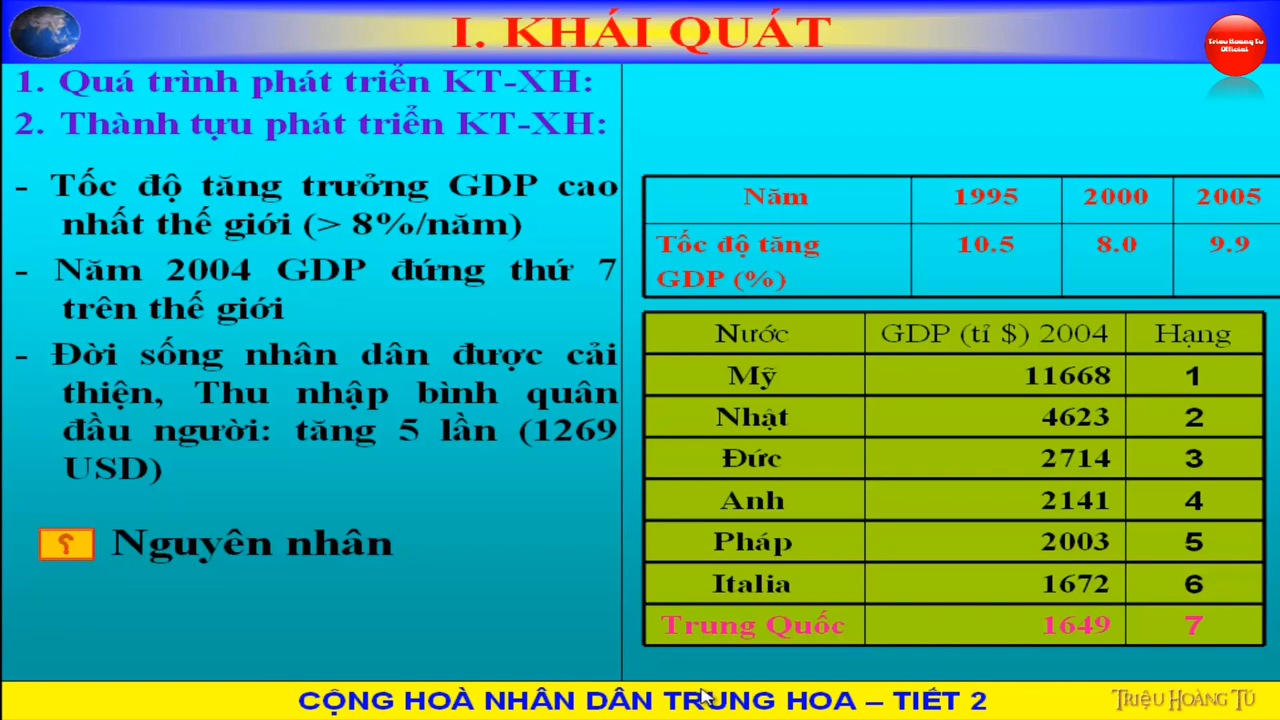 I. KHÁI QUÁT
Trieu Hoang Tu
Official
1. Quá trình phát triển KT-XH:
2. Thành tựu phát triển KT-XH:
- Tốc độ tăng trưởng GDP cao
nhất thế giới (> 8%/năm)
- Năm 2004 GDP đứng thứ 7
trên thế giới
- Đời sống nhân dân được cải
thiện, Thu nhập bình quân
đầu người: tăng 5 lần (1269
USD)
؟ Nguyên nhân
Năm 1995 2000 2005
Tốc độ tăng 10.5 8.0 9.9
GDP (%)
Nước GDP (tỉ $) 2004 Hạng
Mỹ 11668 1
Nhật 4623 2
Đức 2714 3
Anh 2141 4
Pháp 2003 5
Italia 1672 6
Trung Quốc 1649 7
CỘNG HOÀ NHÂN DÂN TRUNG HOA – TIẾT 2
TRIỆU HOÀNG TÚ